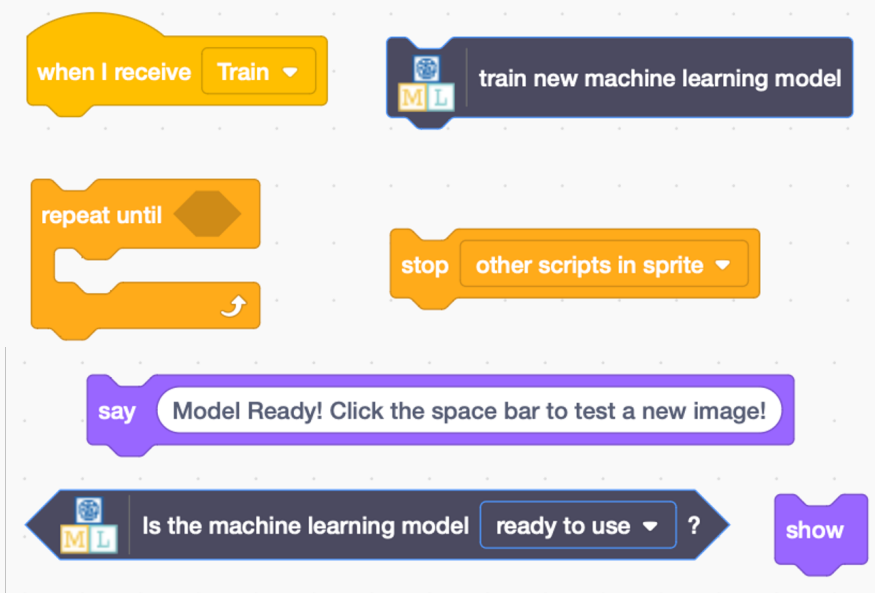 when I receive Train
M L train new machine learning model
repeat until
stop other scripts in sprite
say Model Ready! Click the space bar to test a new image!
M L Is the machine learning model ready to use ?
show